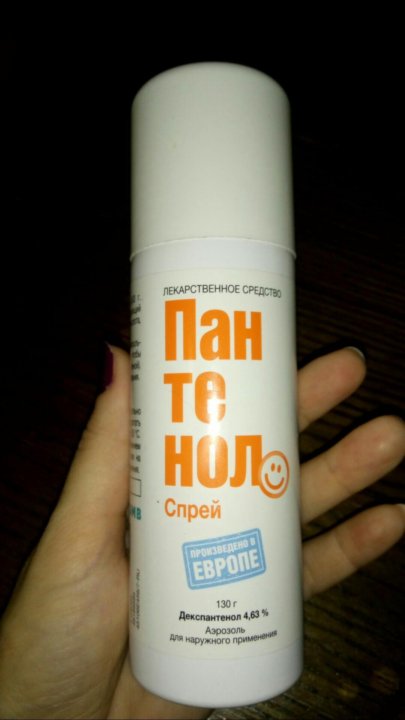 ЛЕКАРСТВЕННОЕ СРЕДСТВО
Пан
те
нол
Спрей
ПРОИЗВЕДЕНО В
ЕВРОПЕ
130 г
Декспантенол 4,63 %
Аэрозоль
для наружного применения